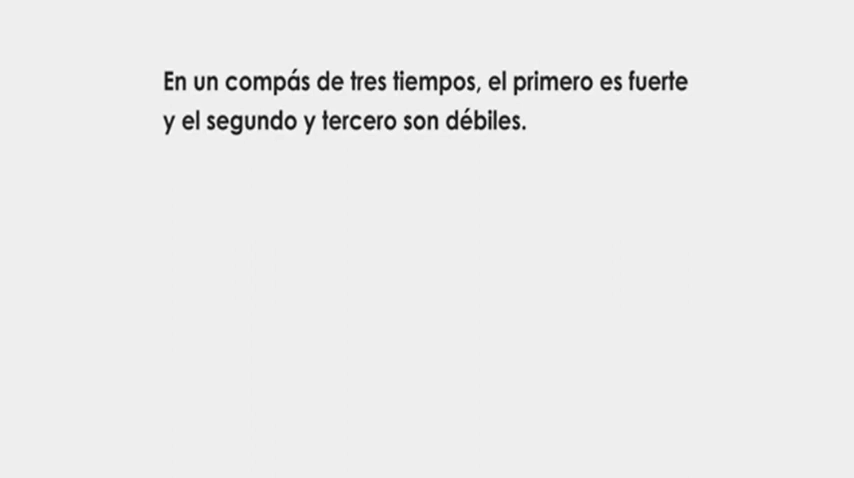 En un compás de tres tiempos, el primero es fuerte
y el segundo y tercero son débiles.